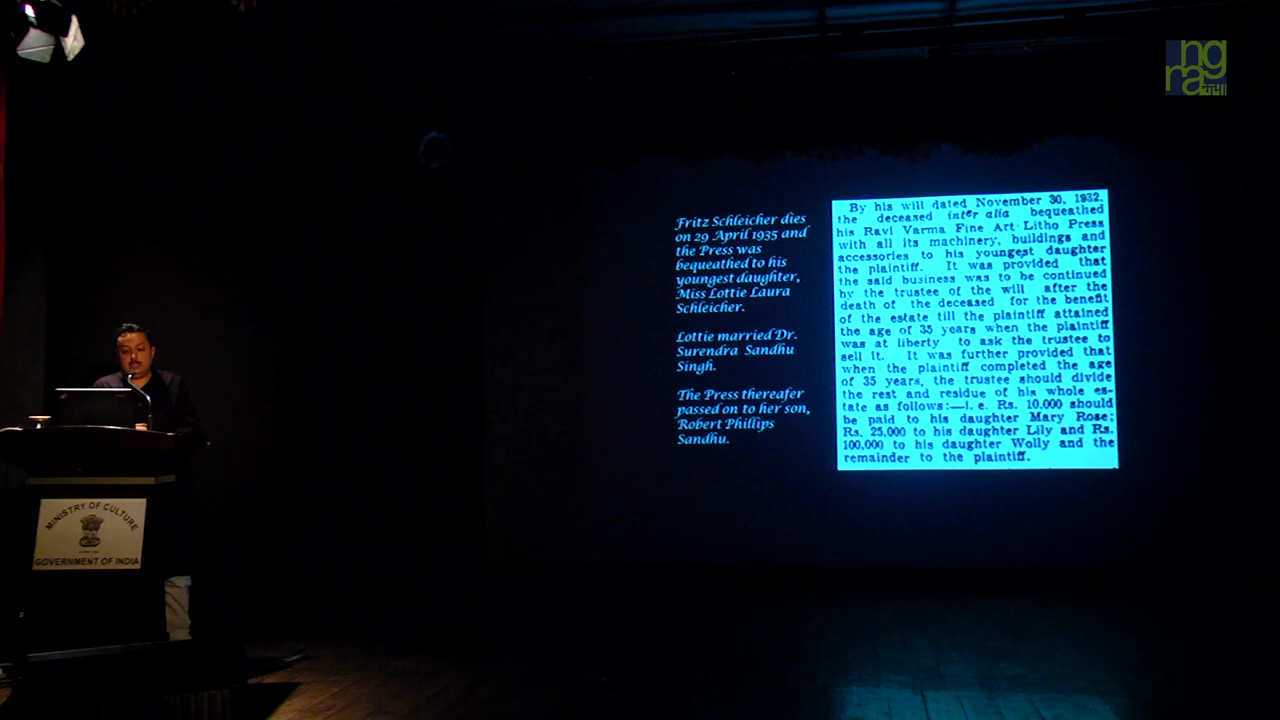 ng
ra
Fritz Schleicher dies
on 29 April 1935 and
the Press was
bequeathed to his
youngest daughter,
Miss Lottie Laura
Schleicher.
Lottie married Dr.
Surendra Sandhu
Singh.
The Press thereafer
passed on to her son,
Robert Phillips
Sandhu.
By his will dated November 30, 1932,
the deceased inter alia bequeathed
his Ravi Varma Fine Art Litho Press
with all its machinery, buildings and
accessories to his youngest daughter
the plaintiff. It was provided that
the said business was to be continued
by the trustee of the will after the
death of the deceased for the benefit
of the estate till the plaintiff attained
the age of 35 years when the plaintiff
was at liberty to ask the trustee to
sell it. It was further provided that
when the plaintiff completed the age
of 35 years, the trustee should divide
the rest and residue of his whole es-
tate as follows:—i. e. Rs. 10,000 should
be paid to his daughter Mary Rose;
Rs. 25,000 to his daughter Lily and Rs.
100,000 to his daughter Wolly and the
remainder to the plaintiff.
MINISTRY OF CULTURE
GOVERNMENT OF INDIA